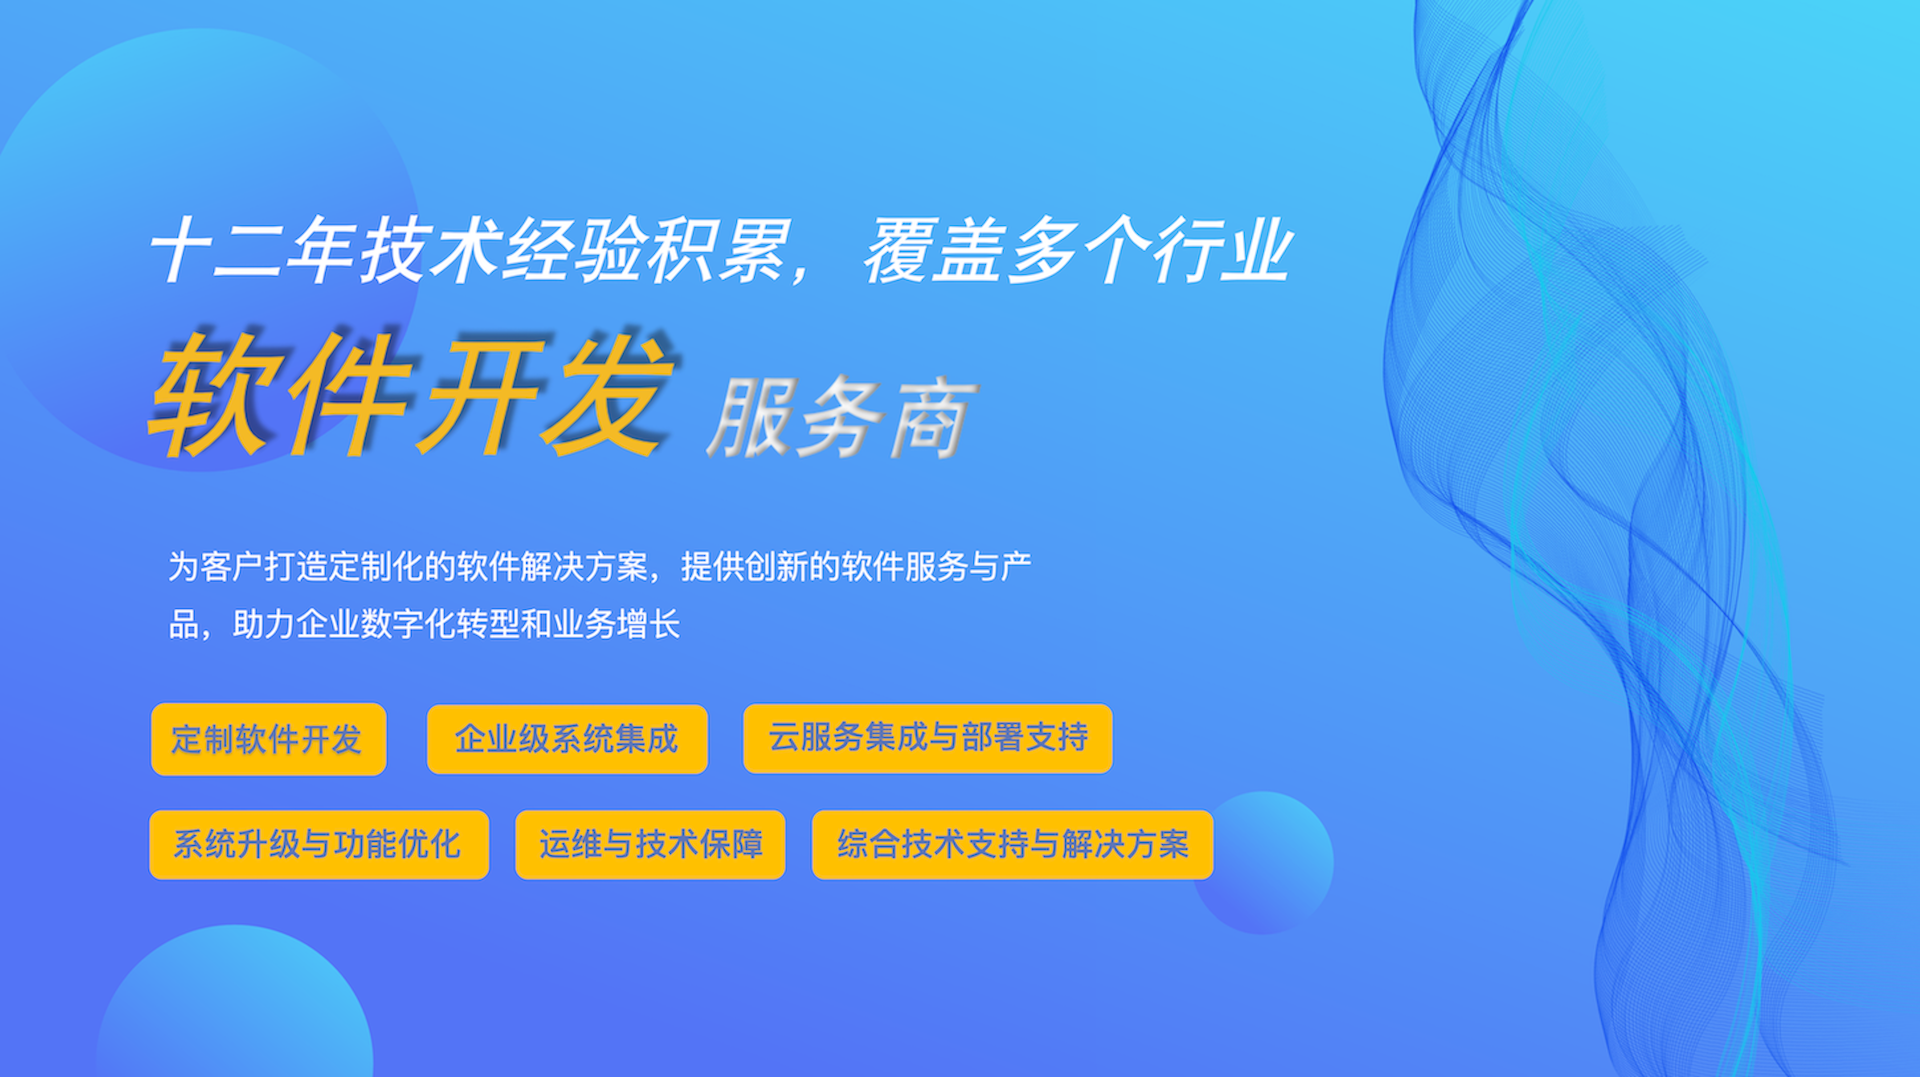 十二年技术经验积累，覆盖多个行业
软件开发 服务商
为客户打造定制化的软件解决方案，提供创新的软件服务与产
品，助力企业数字化转型和业务增长
定制软件开发 企业级系统集成 云服务集成与部署支持
系统升级与功能优化 运维与技术保障 综合技术支持与解决方案